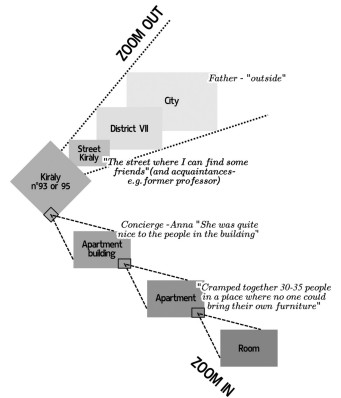 ZOOM OUT
Father - "outside"
City
District VII
Street
Kiraly
Kiraly
n°93 or 95
"The street where I can find some
friends"(and acquaintances-
e.g. former professor)
Concierge -Anna "She was quite
nice to the people in the building"
Apartment
building
"Cramped together 30-35 people
in a place where no one could
bring their own furniture"
Apartment
Room
ZOOM IN